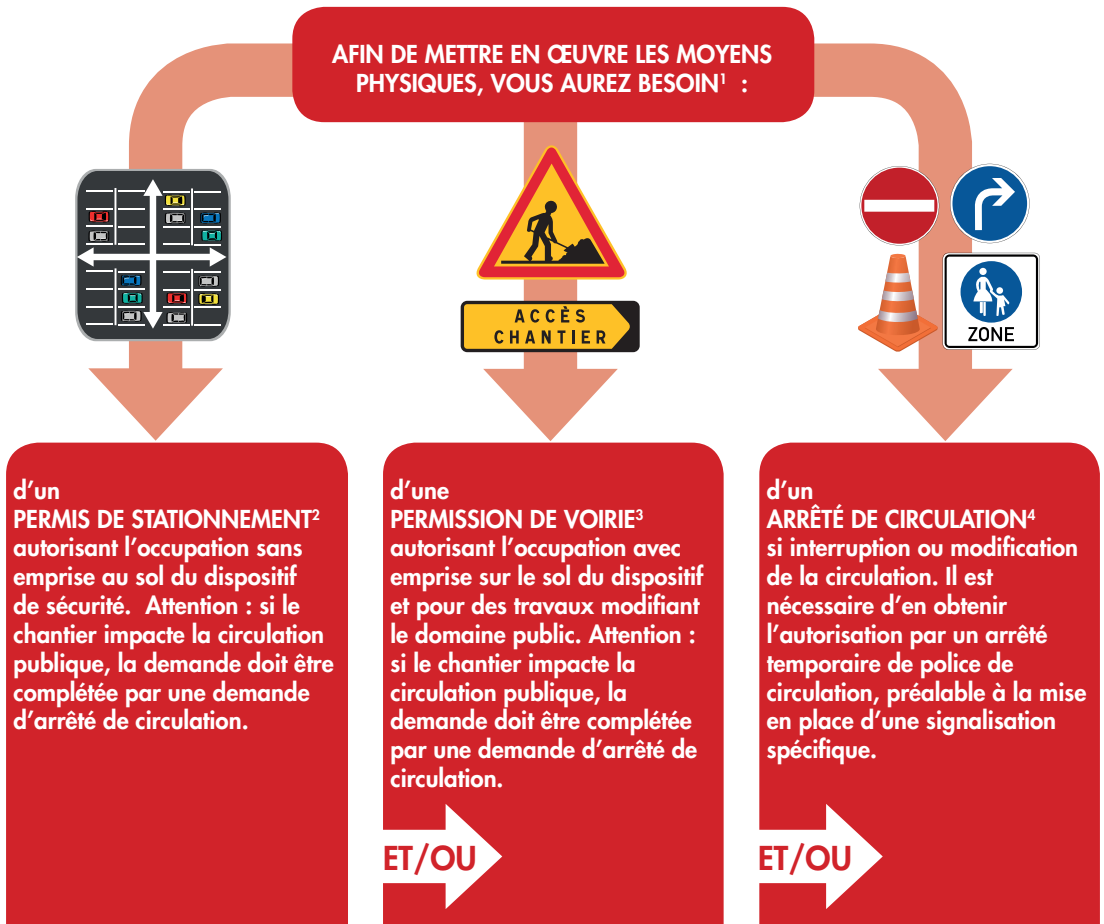 AFIN DE METTRE EN ŒUVRE LES MOYENS
PHYSIQUES, VOUS AUREZ BESOIN¹ :
ACCÈS
CHANTIER
ZONE
d’un
PERMIS DE STATIONNEMENT²
autorisant l’occupation sans
emprise au sol du dispositif
de sécurité. Attention : si le
chantier impacte la circulation
publique, la demande doit être
complétée par une demande
d’arrêté de circulation.
d’une
PERMISSION DE VOIRIE³
autorisant l’occupation avec
emprise sur le sol du dispositif
et pour des travaux modifiant
le domaine public. Attention :
si le chantier impacte la
circulation publique, la
demande doit être complétée
par une demande d’arrêté de
circulation.
ET/OU
d’un
ARRÊTÉ DE CIRCULATION⁴
si interruption ou modification
de la circulation. Il est
nécessaire d’en obtenir
l’autorisation par un arrêté
temporaire de police de
circulation, préalable à la mise
en place d’une signalisation
spécifique.
ET/OU